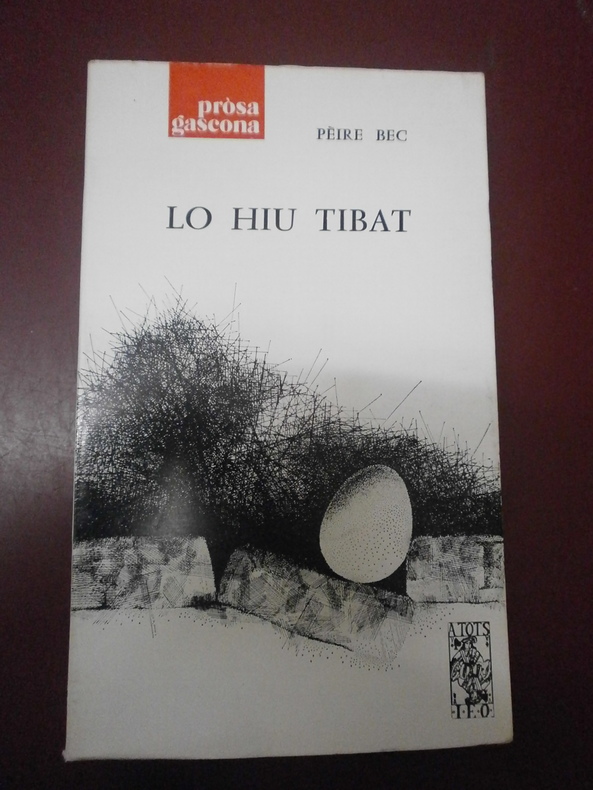 pròsa
gascona
PÈIRE BEC
LO HIU TIBAT
A TOTS
I·E·O